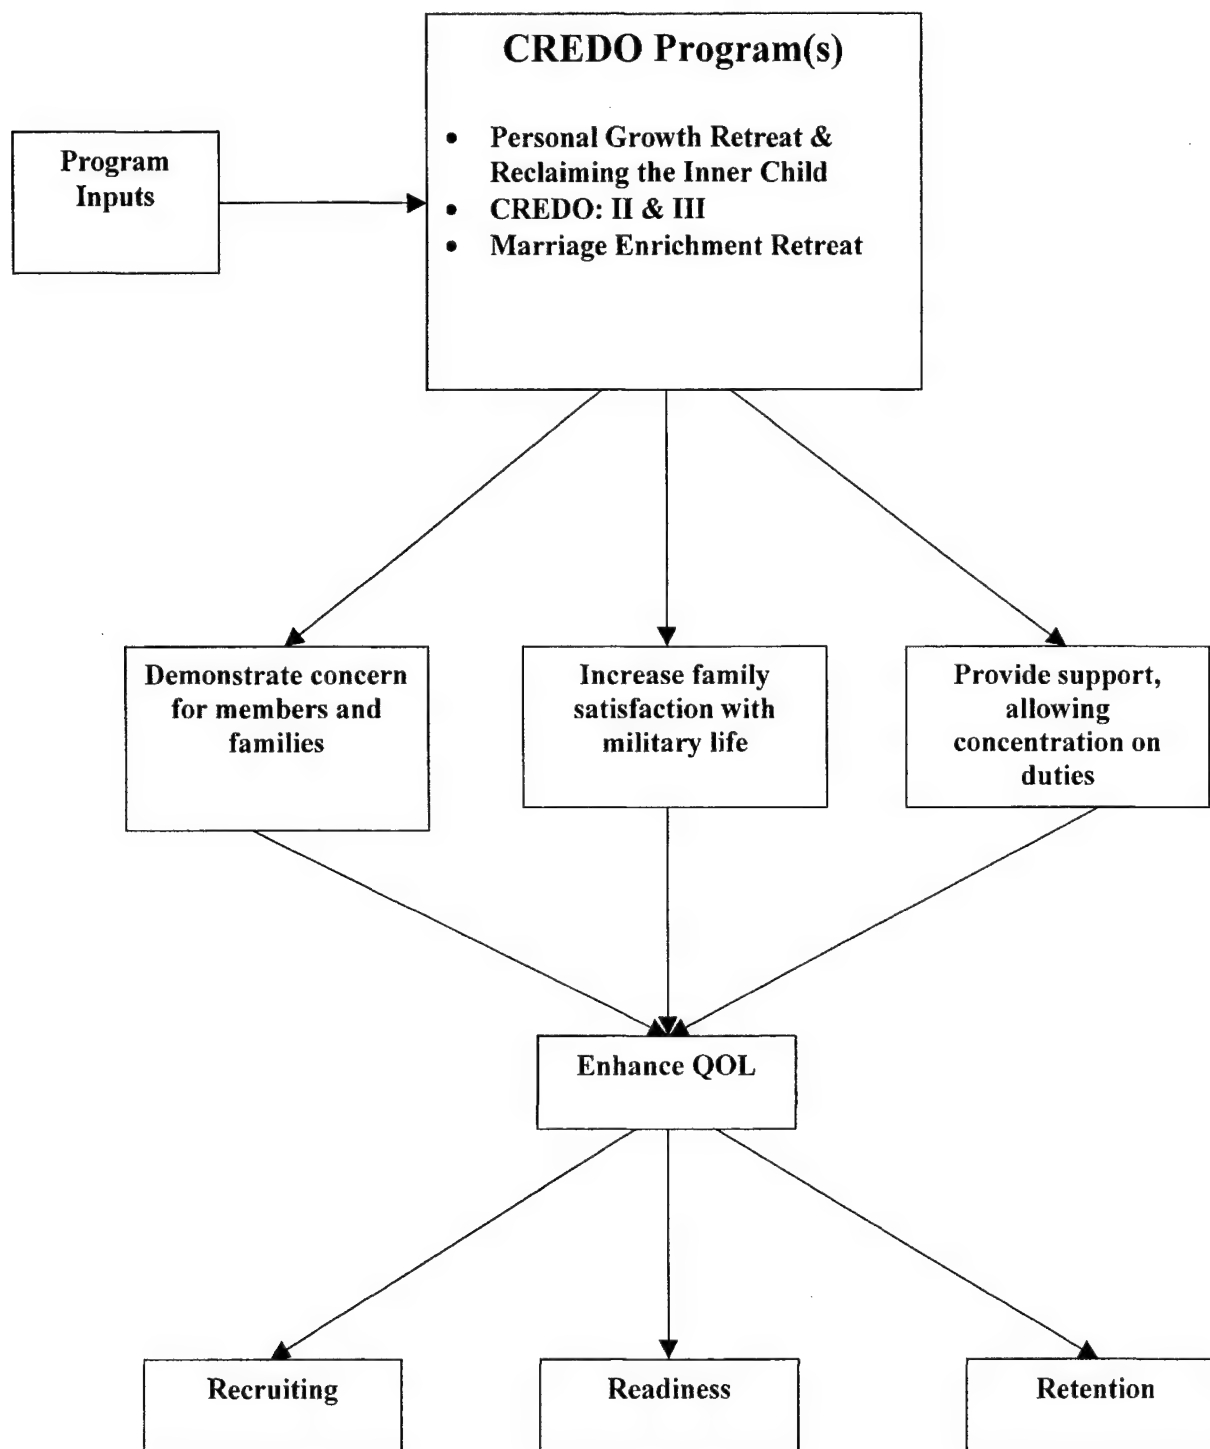 CREDO Program(s)
Program
Inputs
• Personal Growth Retreat &
Reclaiming the Inner Child
• CREDO: II & III
• Marriage Enrichment Retreat
Demonstrate concern
for members and
families
Increase family
satisfaction with
military life
Provide support,
allowing
concentration on
duties
Enhance QOL
Recruiting
Readiness
Retention